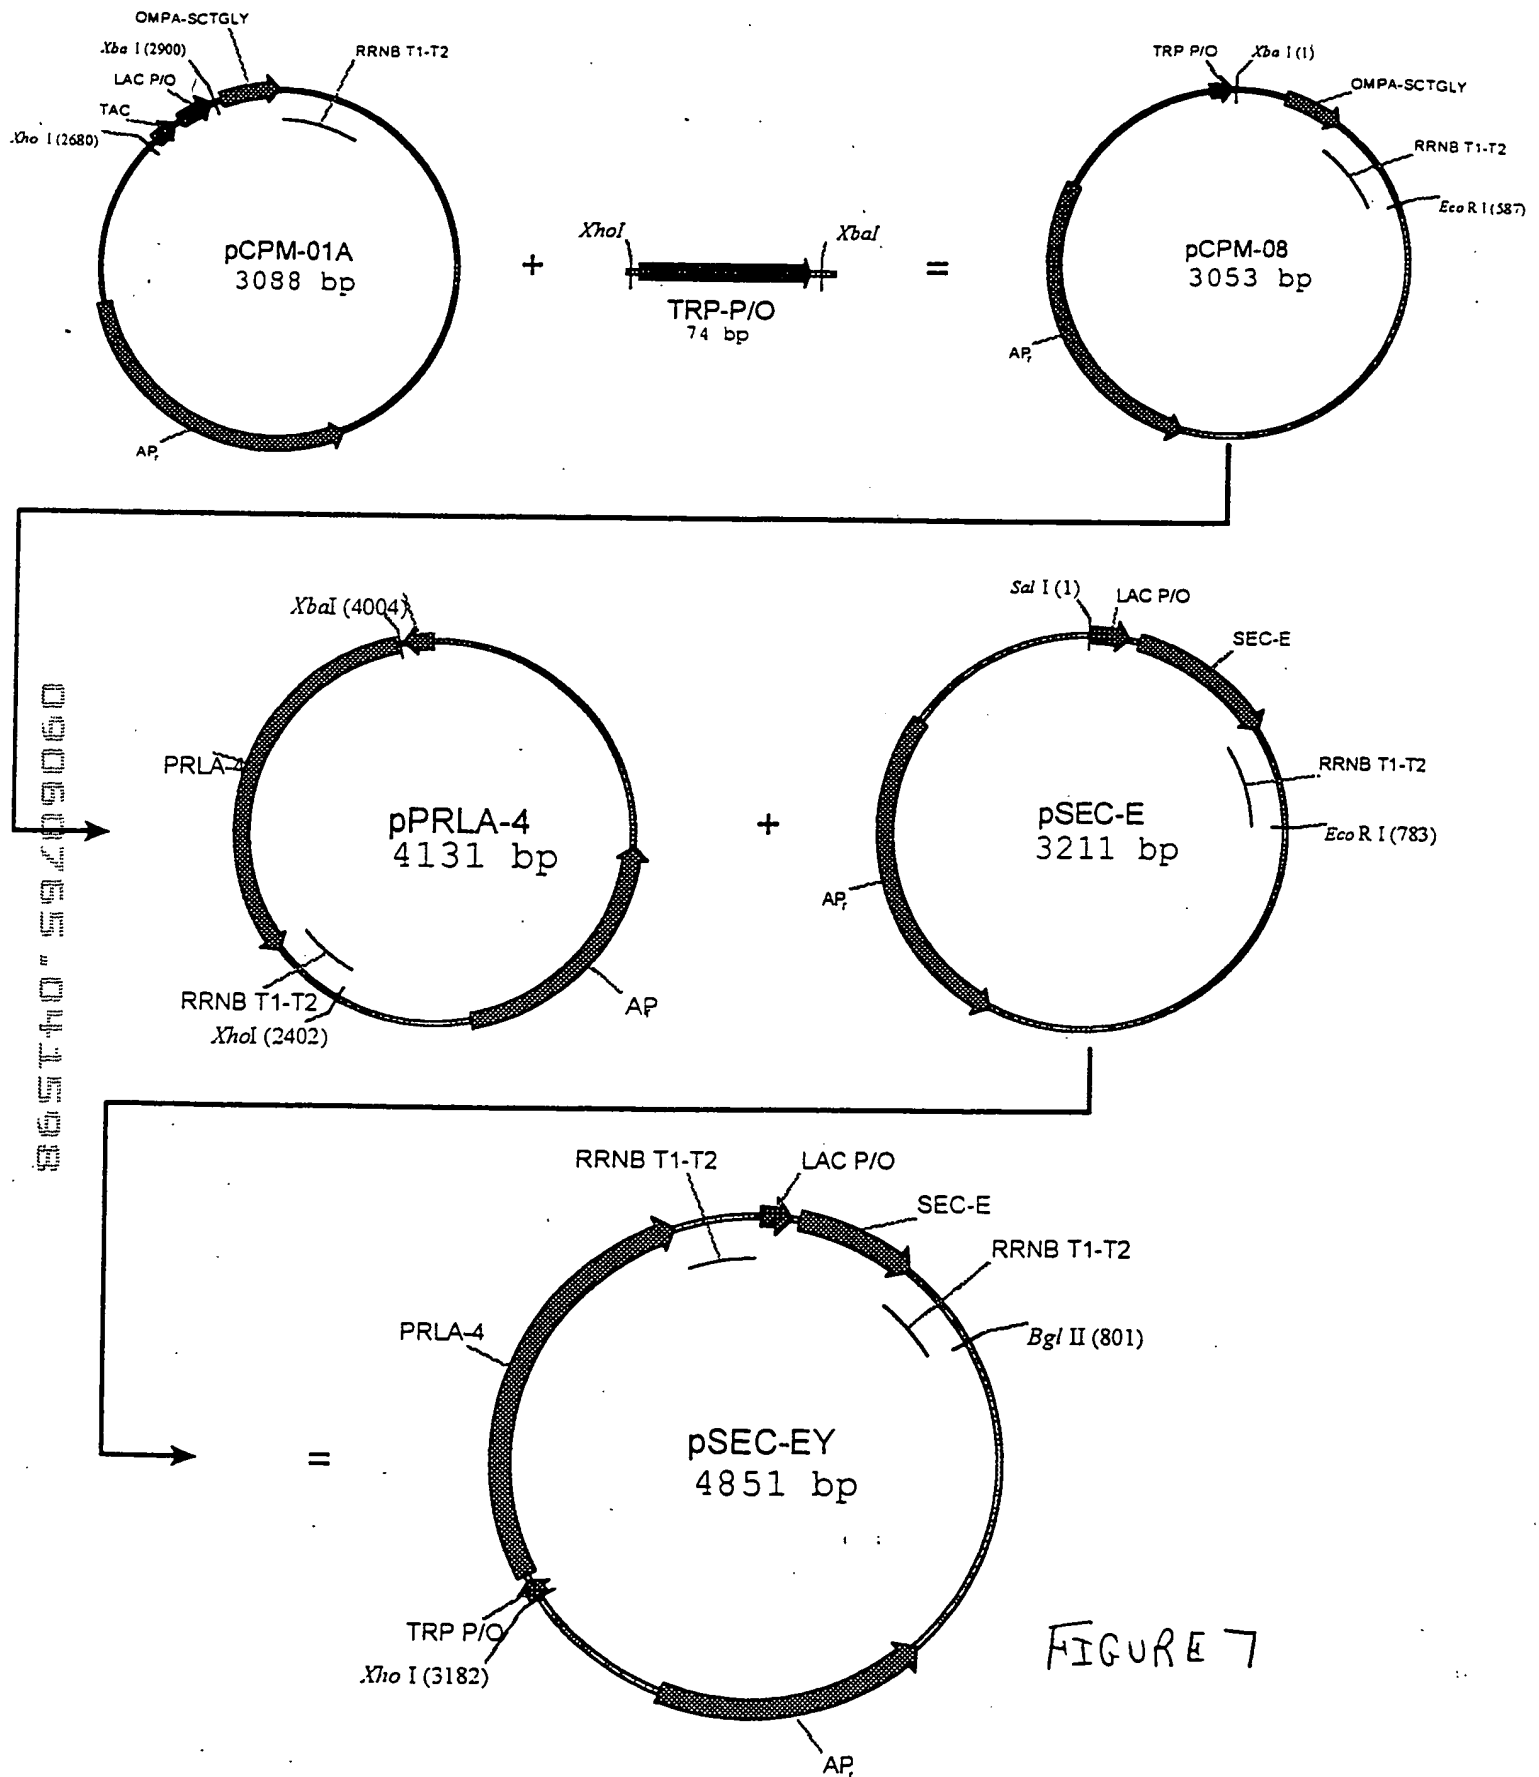 OMPA-SCTGLY
Xba I (2900)
RRNB T1-T2
LAC P/O
TAC
Xho I (2680)
pCPM-01A
3088 bp
APr
+
XhoI
XbaI
TRP-P/O
74 bp
=
TRP P/O
Xba I (1)
OMPA-SCTGLY
RRNB T1-T2
Eco R I (587)
pCPM-08
3053 bp
APr
XbaI (4004)
PRLA-4
pPRLA-4
4131 bp
RRNB T1-T2
XhoI (2402)
APr
+
Sal I (1)
LAC P/O
SEC-E
RRNB T1-T2
Eco R I (783)
pSEC-E
3211 bp
APr
09060765.041598
=
RRNB T1-T2
LAC P/O
SEC-E
RRNB T1-T2
Bgl II (801)
PRLA-4
pSEC-EY
4851 bp
TRP P/O
Xho I (3182)
APr
FIGURE 7